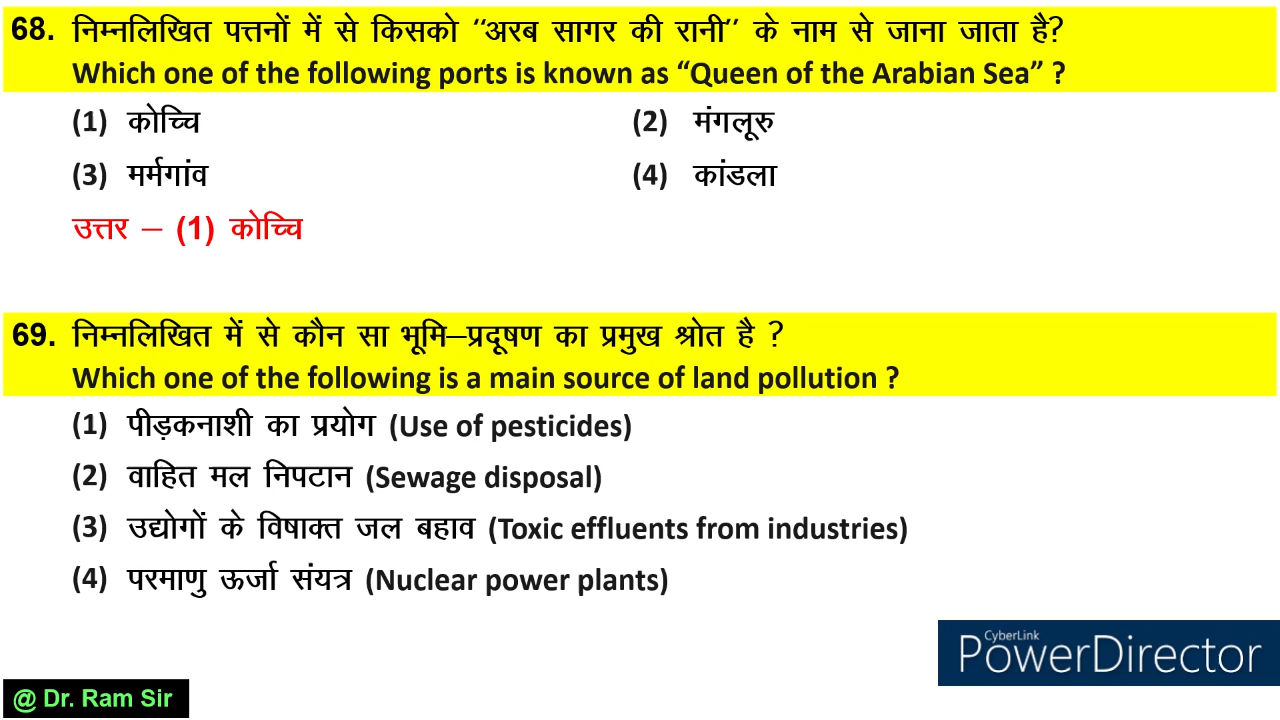 68. निम्नलिखित पत्तनों में से किसको “अरब सागर की रानी” के नाम से जाना जाता है?
Which one of the following ports is known as “Queen of the Arabian Sea” ?
(1) कोच्चि (2) मंगलूरु
(3) मर्मगांव (4) कांडला
उत्तर – (1) कोच्चि
69. निम्नलिखित में से कौन सा भूमि–प्रदूषण का प्रमुख श्रोत है ?
Which one of the following is a main source of land pollution ?
(1) पीड़कनाशी का प्रयोग (Use of pesticides)
(2) वाहित मल निपटान (Sewage disposal)
(3) उद्योगों के विषाक्त जल बहाव (Toxic effluents from industries)
(4) परमाणु ऊर्जा संयत्र (Nuclear power plants)
CyberLink
PowerDirector
@ Dr. Ram Sir